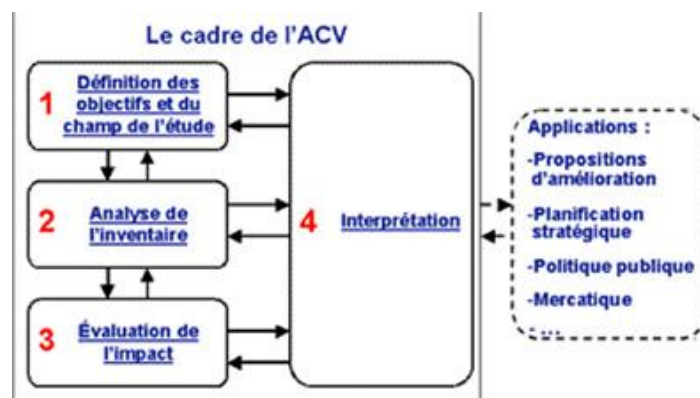 Le cadre de l'ACV
1
Définition des
objectifs et du
champ de l'étude
2
Analyse de
l'inventaire
3
Évaluation de
l'impact
4
Interprétation
Applications :
-Propositions
d'amélioration
-Planification
stratégique
-Politique publique
-Mercatique
- ...